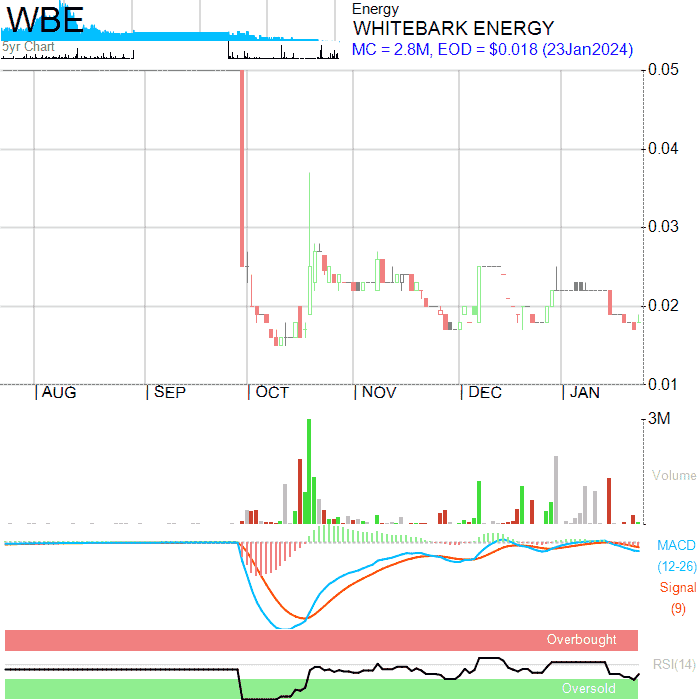 WBE
5yr Chart
Energy
WHITEBARK ENERGY
MC = 2.8M, EOD = $0.018 (23Jan2024)
0.05
0.04
0.03
0.02
0.01
AUG SEP OCT NOV DEC JAN
3M
Volume
MACD
(12-26)
Signal
(9)
Overbought
RSI(14)
Oversold